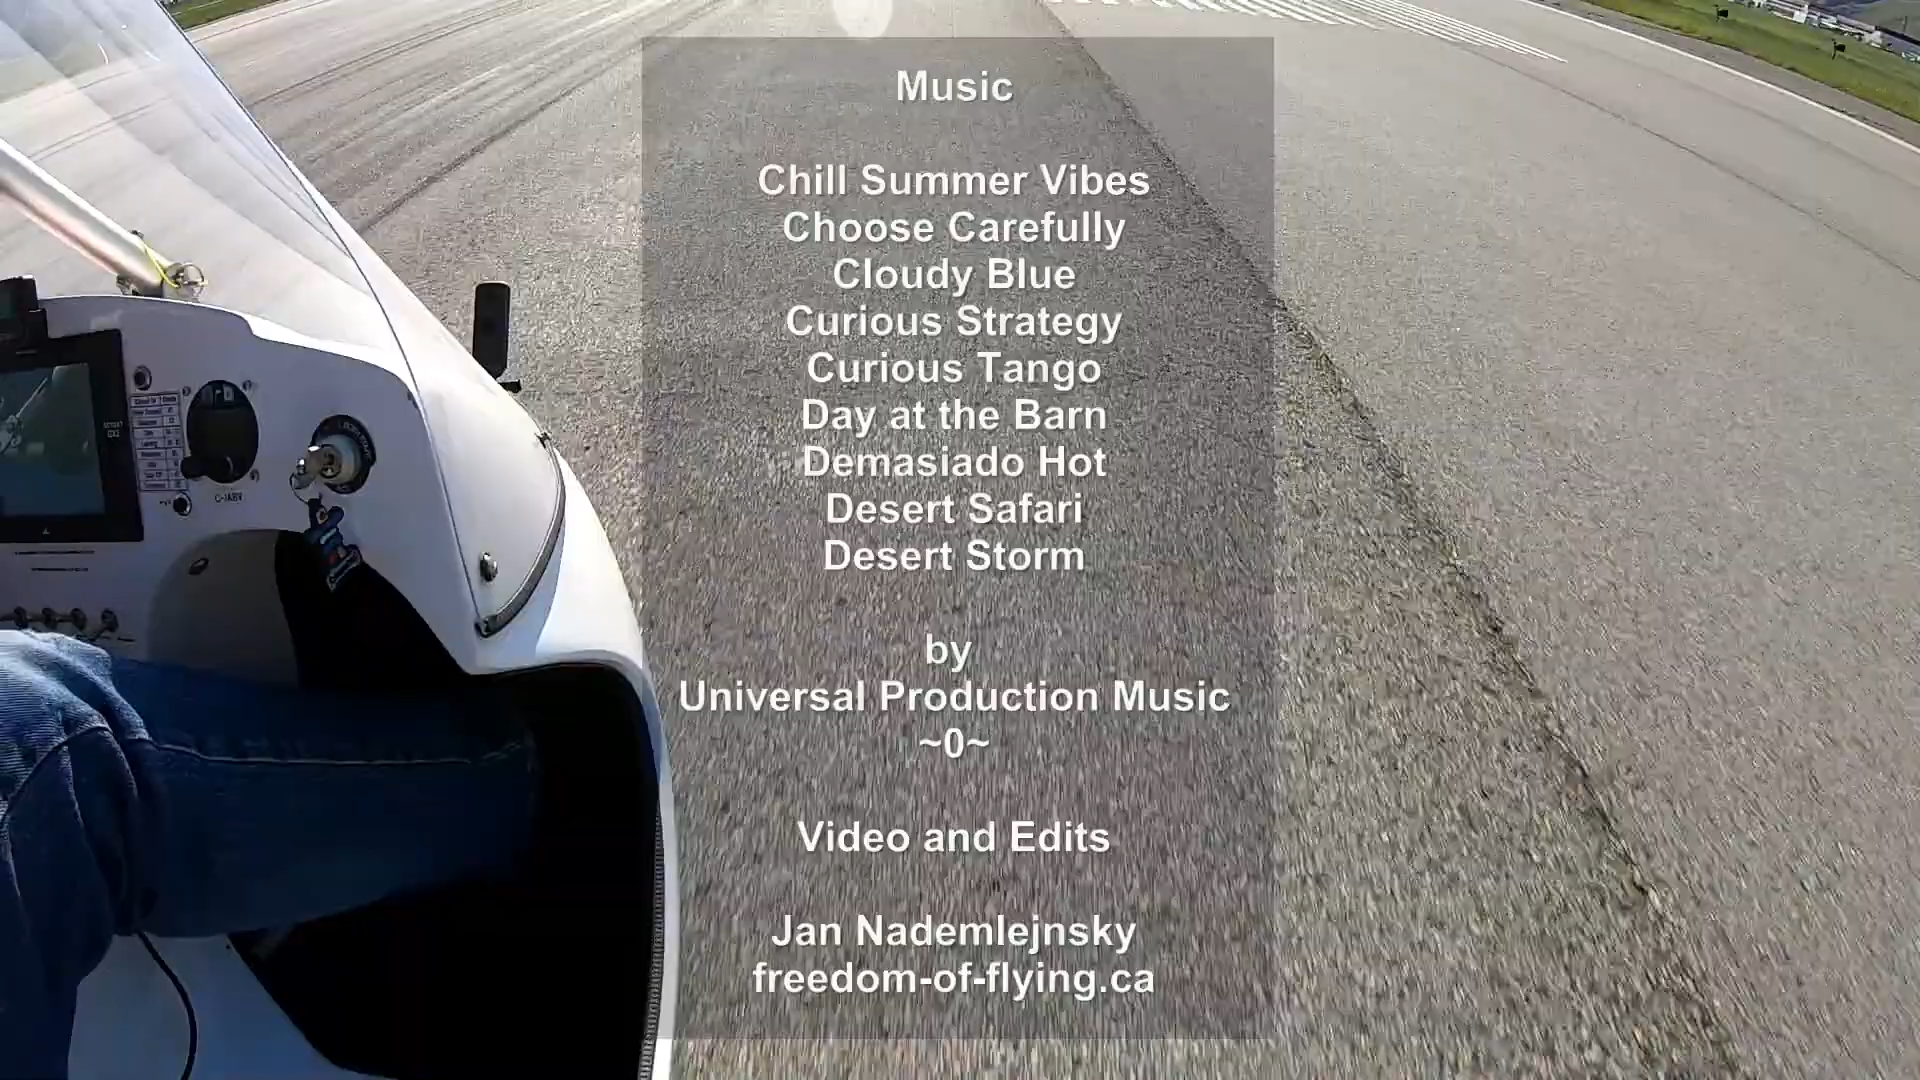 Music
Chill Summer Vibes
Choose Carefully
Cloudy Blue
Curious Strategy
Curious Tango
Day at the Barn
Demasiado Hot
Desert Safari
Desert Storm
by
Universal Production Music
~0~
Video and Edits
Jan Nademlejnsky
freedom-of-flying.ca